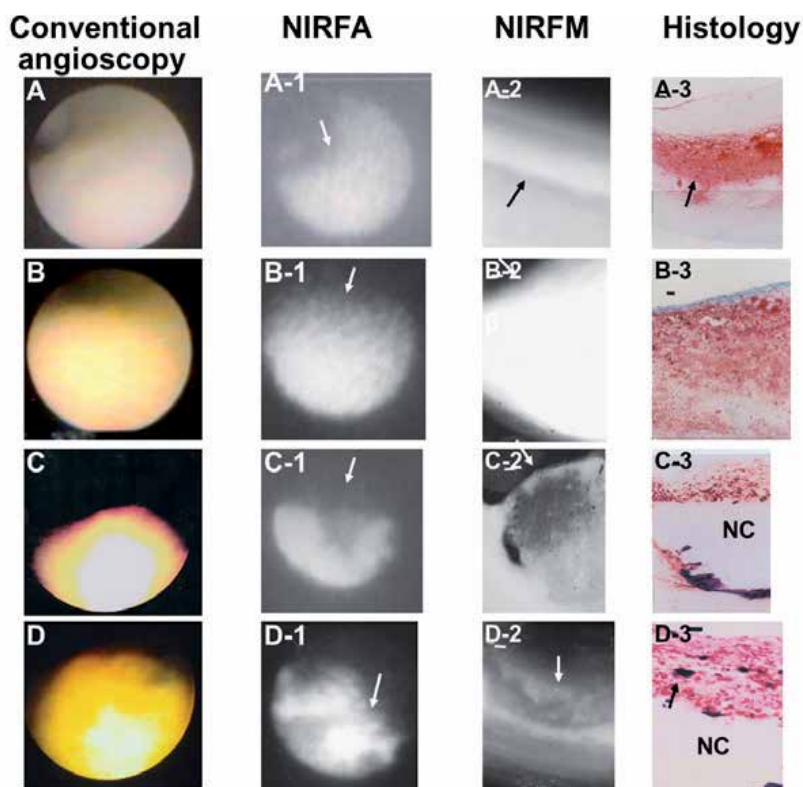 Conventional angioscopy NIRFA NIRFM Histology
A A-1 A-2 A-3
B B-1 B-2 B-3
C C-1 C-2 C-3
NC
D D-1 D-2 D-3
NC